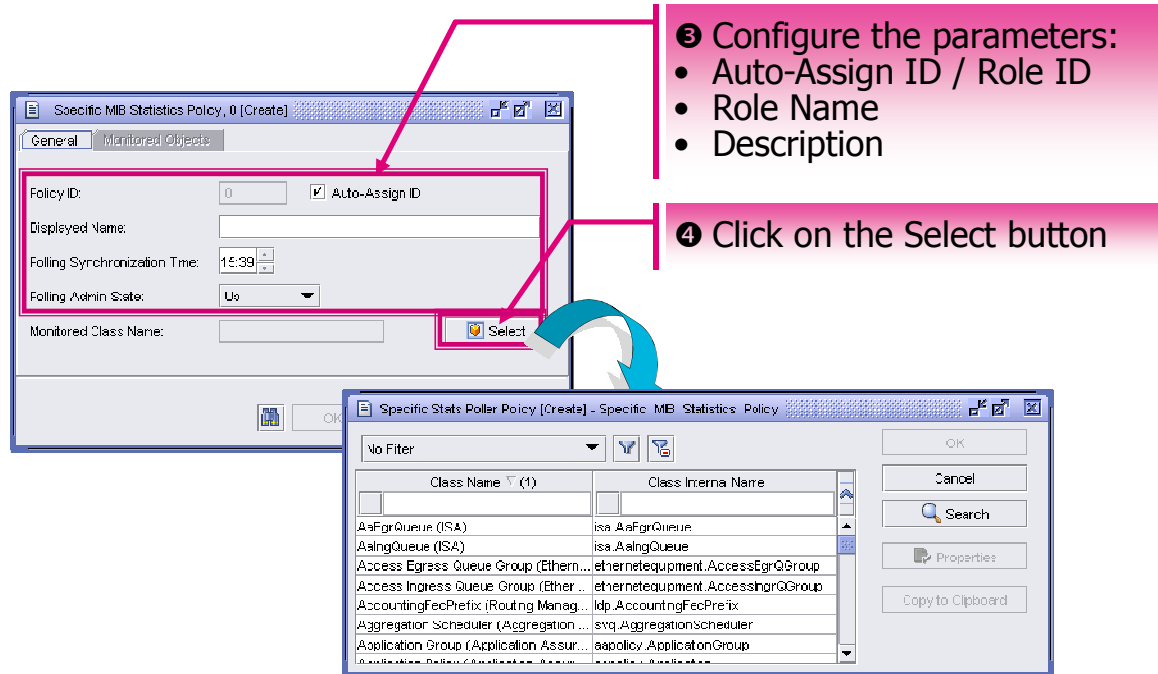 ❸ Configure the parameters:
• Auto-Assign ID / Role ID
• Role Name
• Description
❹ Click on the Select button
Specific MIB Statistics Policy, 0 [Create]
General
Monitored Objects
Policy ID:
0
Auto-Assign ID
Displayed Name:
Polling Synchronization Time:
15:39
Polling Admin State:
Up
Monitored Class Name:
Select
OK
Specific Stats Poller Policy [Create] - Specific MIB Statistics Policy
No Filter
OK
Class Name (1)
Class Internal Name
Cancel
Search
AaEgrQueue (ISA)
isa.AaEgrQueue
AaIngQueue (ISA)
isa.AaIngQueue
Properties
Access Egress Queue Group (Ethern...
ethernetequipment.AccessEgrQGroup
Access Ingress Queue Group (Ether...
ethernetequipment.AccessIngrQGroup
Copy to Clipboard
AccountingFecPrefix (Routing Manag...
ldp.AccountingFecPrefix
Aggregation Scheduler (Aggregation ...
svq.AggregationScheduler
Application Group (Application Assur...
aapolicy.ApplicationGroup